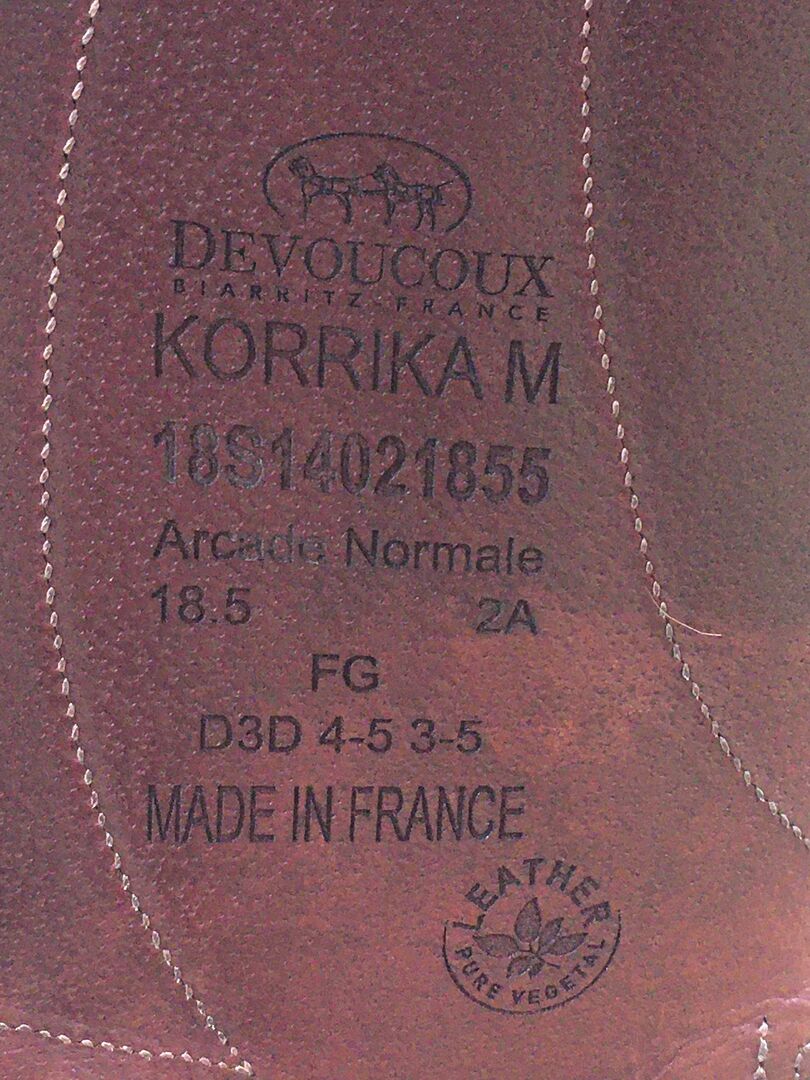 DEVOUCOUX
BIARRITZ-FRANCE
KORRIKA M
18S14021855
Arcade Normale
18.5 2A
FG
D3D 4-5 3-5
MADE IN FRANCE
LEATHER
PURE VEGETAL